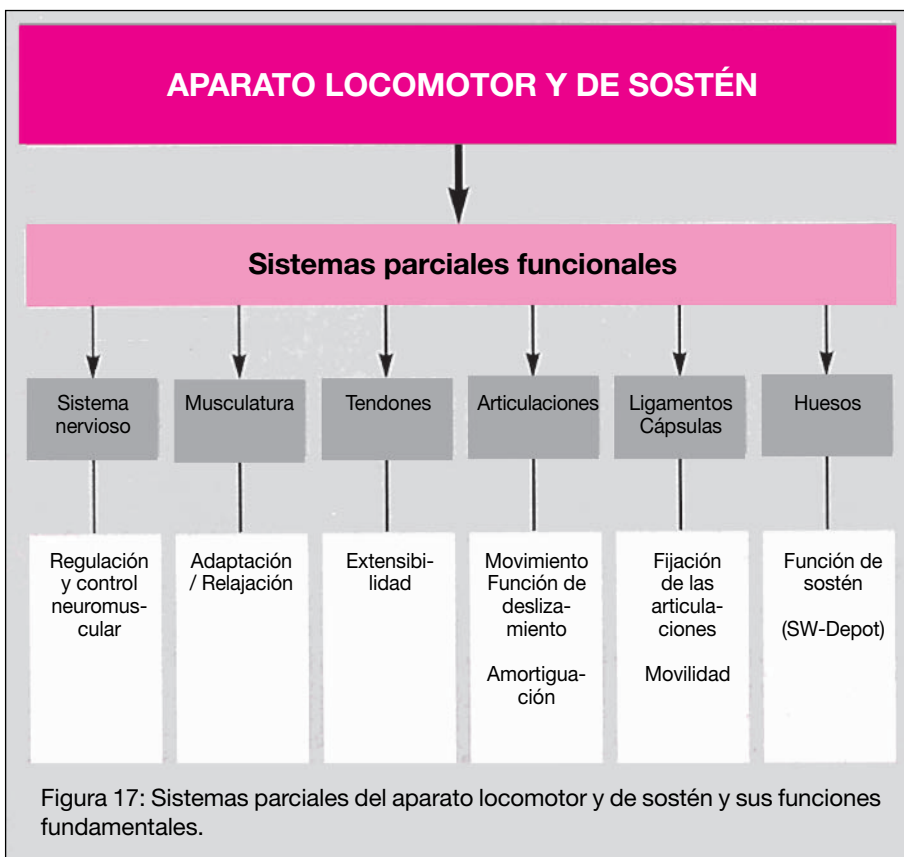 APARATO LOCOMOTOR Y DE SOSTÉN
Sistemas parciales funcionales
Sistema
nervioso
Musculatura
Tendones
Articulaciones
Ligamentos
Cápsulas
Huesos
Regulación
y control
neuromus-
cular
Adaptación
/ Relajación
Extensibi-
lidad
Movimiento
Función de
desliza-
miento
Amortigua-
ción
Fijación
de las
articula-
ciones
Movilidad
Función de
sostén
(SW-Depot)
Figura 17: Sistemas parciales del aparato locomotor y de sostén y sus funciones
fundamentales.